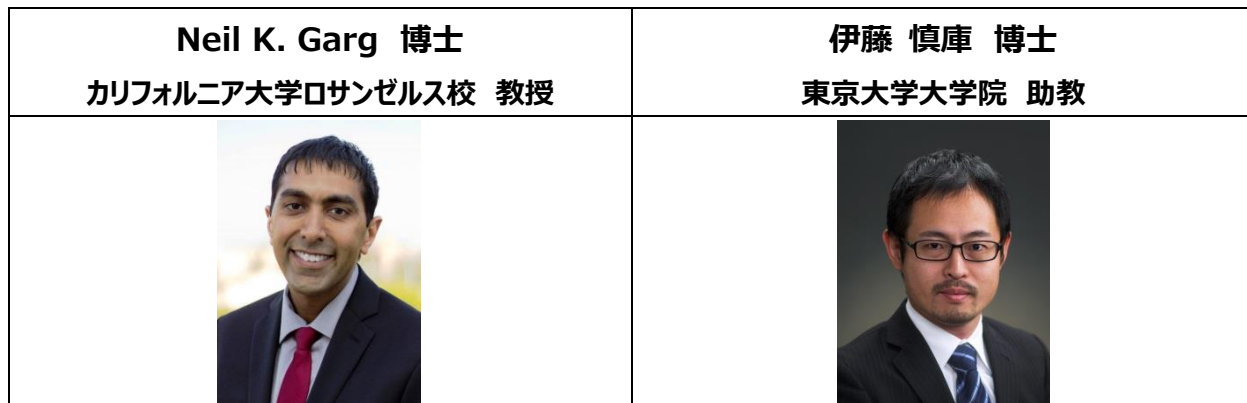 Neil K. Garg 博士
カリフォルニア大学ロサンゼルス校 教授
伊藤 慎庫 博士
東京大学大学院 助教